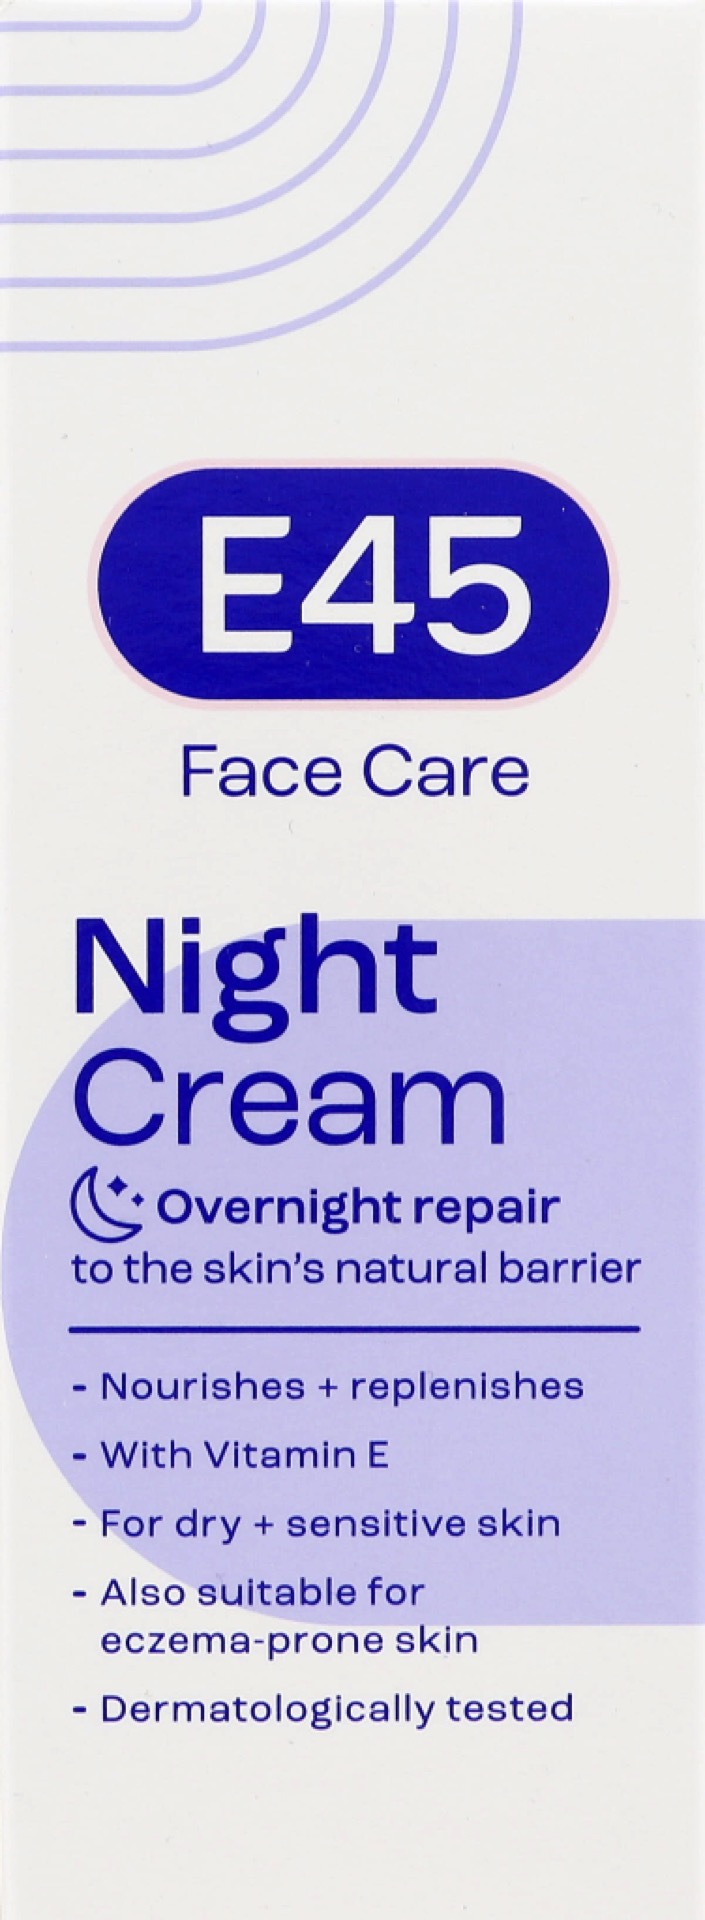 E45
Face Care
Night
Cream
Overnight repair
to the skin's natural barrier
- Nourishes + replenishes
- With Vitamin E
- For dry + sensitive skin
- Also suitable for
eczema-prone skin
- Dermatologically tested